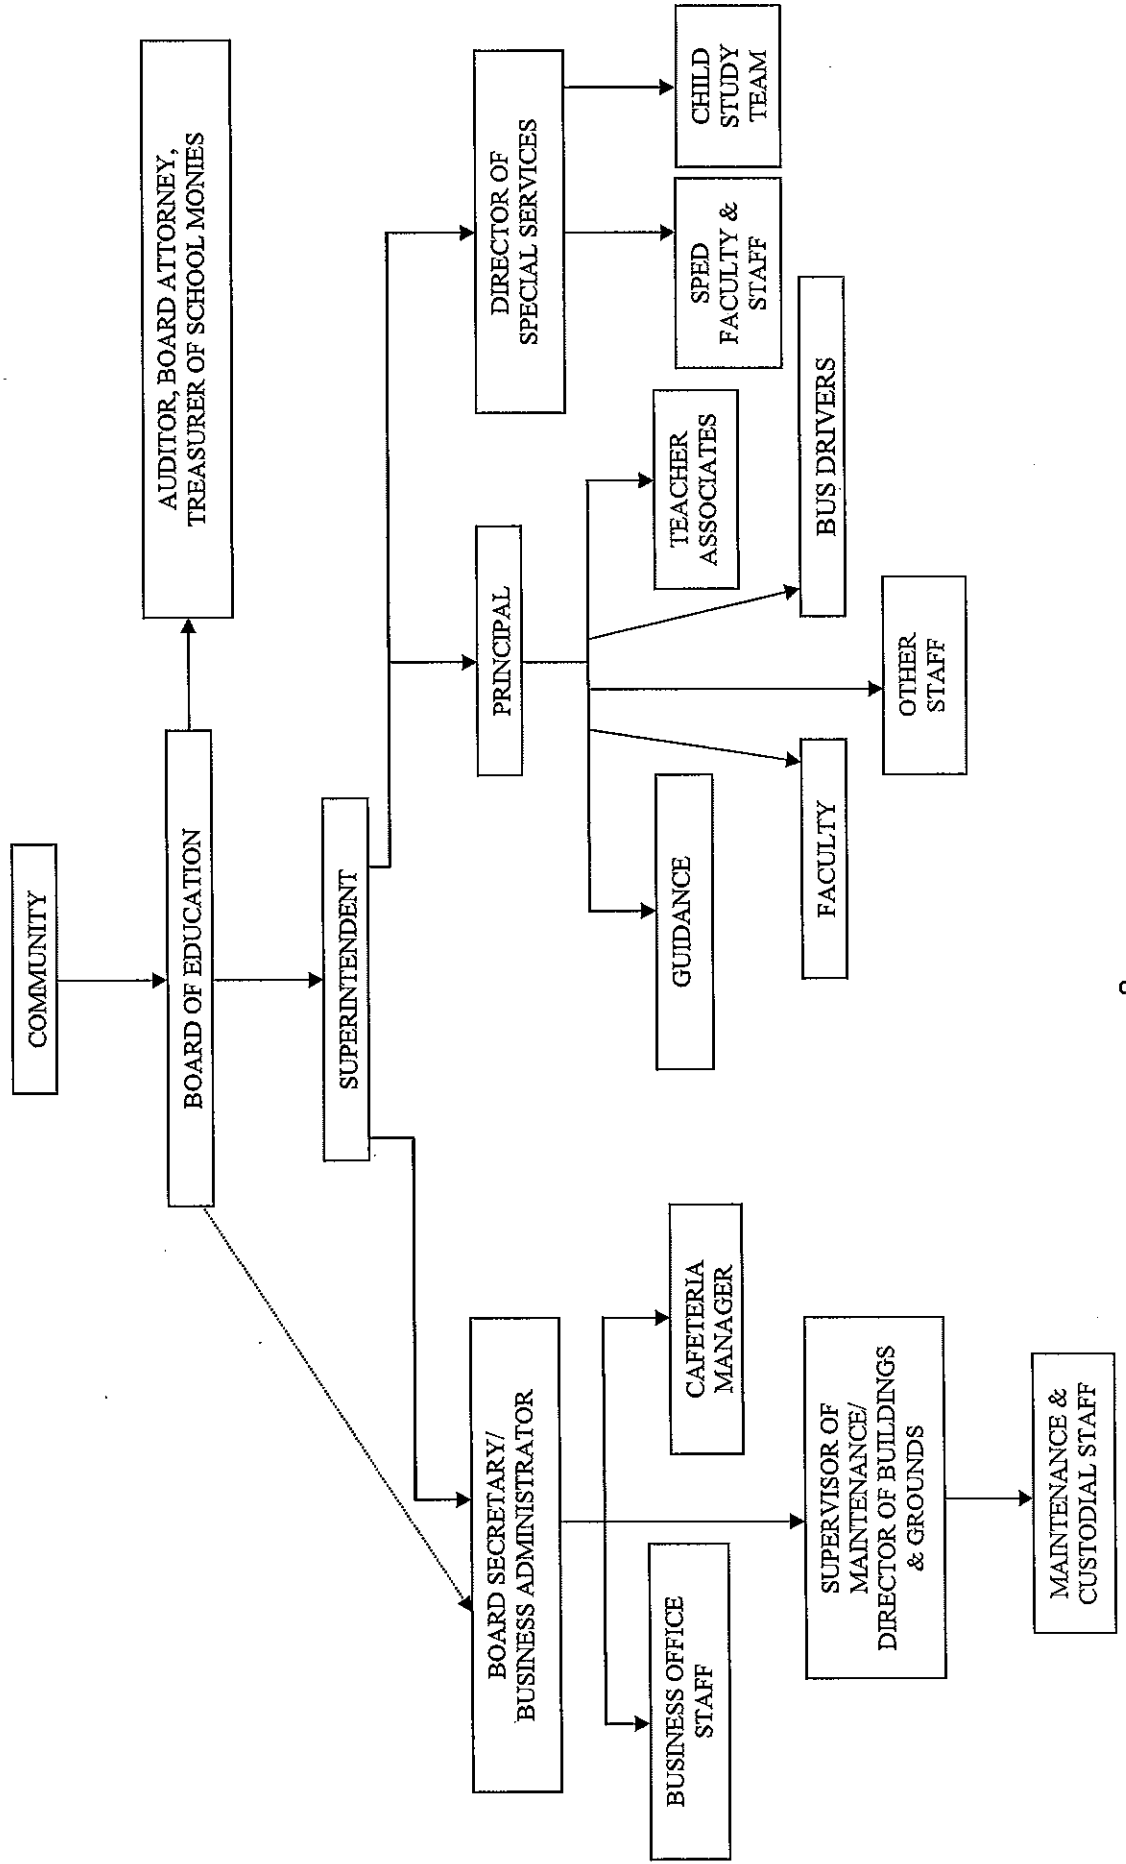 COMMUNITY
BOARD OF EDUCATION
AUDITOR, BOARD ATTORNEY,
TREASURER OF SCHOOL MONIES
SUPERINTENDENT
BOARD SECRETARY/
BUSINESS ADMINISTRATOR
PRINCIPAL
DIRECTOR OF
SPECIAL SERVICES
BUSINESS OFFICE
STAFF
CAFETERIA
MANAGER
GUIDANCE
TEACHER
ASSOCIATES
SPED
FACULTY &
STAFF
CHILD
STUDY
TEAM
SUPERVISOR OF
MAINTENANCE/
DIRECTOR OF BUILDINGS
& GROUNDS
FACULTY
BUS DRIVERS
OTHER
STAFF
MAINTENANCE &
CUSTODIAL STAFF